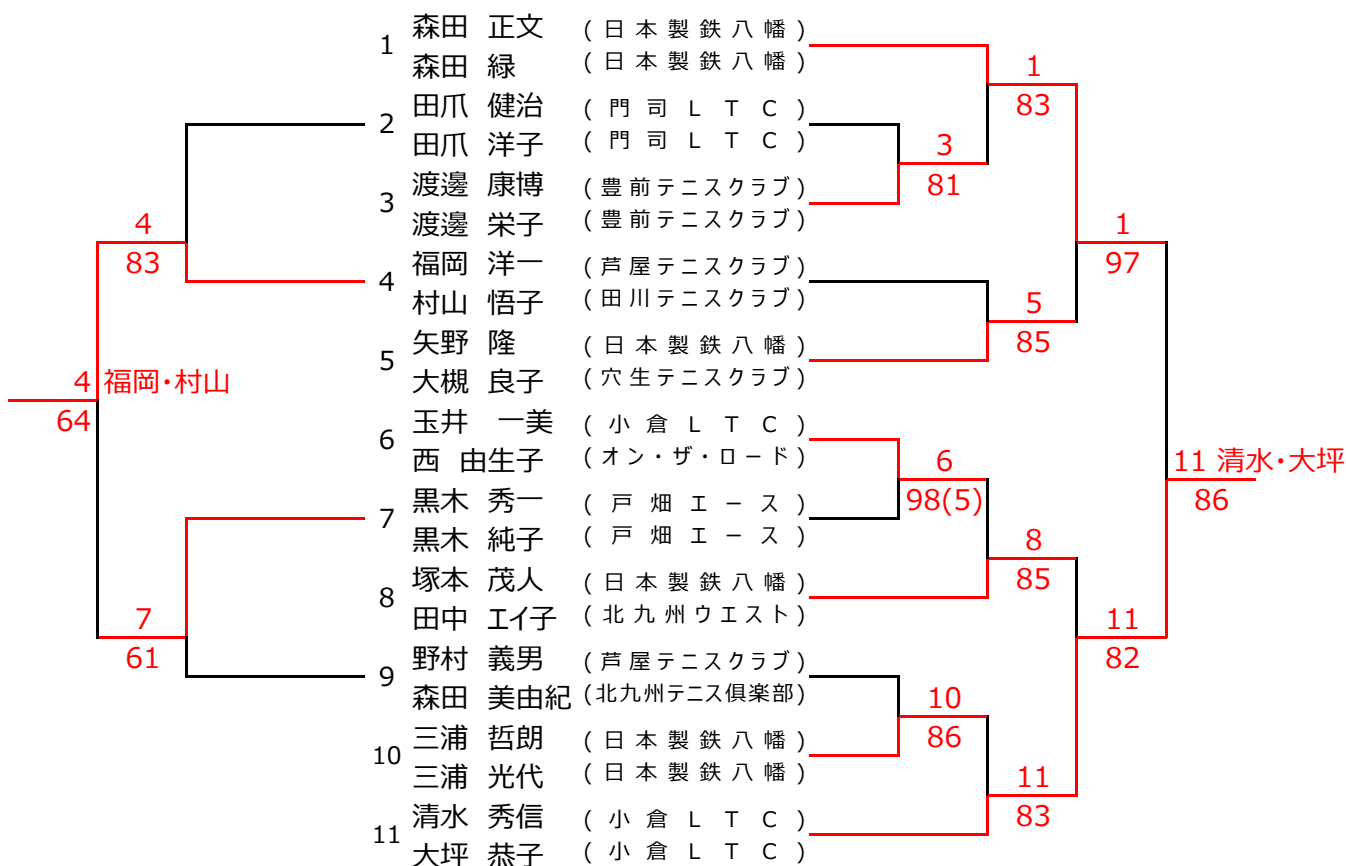 1 森田 正文 (日本製鉄八幡)
森田 緑 (日本製鉄八幡)
2 田爪 健治 (門司LTC)
田爪 洋子 (門司LTC)
3 渡邊 康博 (豊前テニスクラブ)
渡邊 栄子 (豊前テニスクラブ)
4 福岡 洋一 (芦屋テニスクラブ)
村山 悟子 (田川テニスクラブ)
5 矢野 隆 (日本製鉄八幡)
大槻 良子 (穴生テニスクラブ)
6 玉井 一美 (小倉LTC)
西 由生子 (オン・ザ・ロード)
7 黒木 秀一 (戸畑エース)
黒木 純子 (戸畑エース)
8 塚本 茂人 (日本製鉄八幡)
田中 エイ子 (北九州ウエスト)
9 野村 義男 (芦屋テニスクラブ)
森田 美由紀 (北九州テニス倶楽部)
10 三浦 哲朗 (日本製鉄八幡)
三浦 光代 (日本製鉄八幡)
11 清水 秀信 (小倉LTC)
大坪 恭子 (小倉LTC)
4
83
4 福岡・村山
64
7
61
3
81
6
98(5)
10
86
1
83
5
85
8
85
11
83
1
97
11
82
11 清水・大坪
86